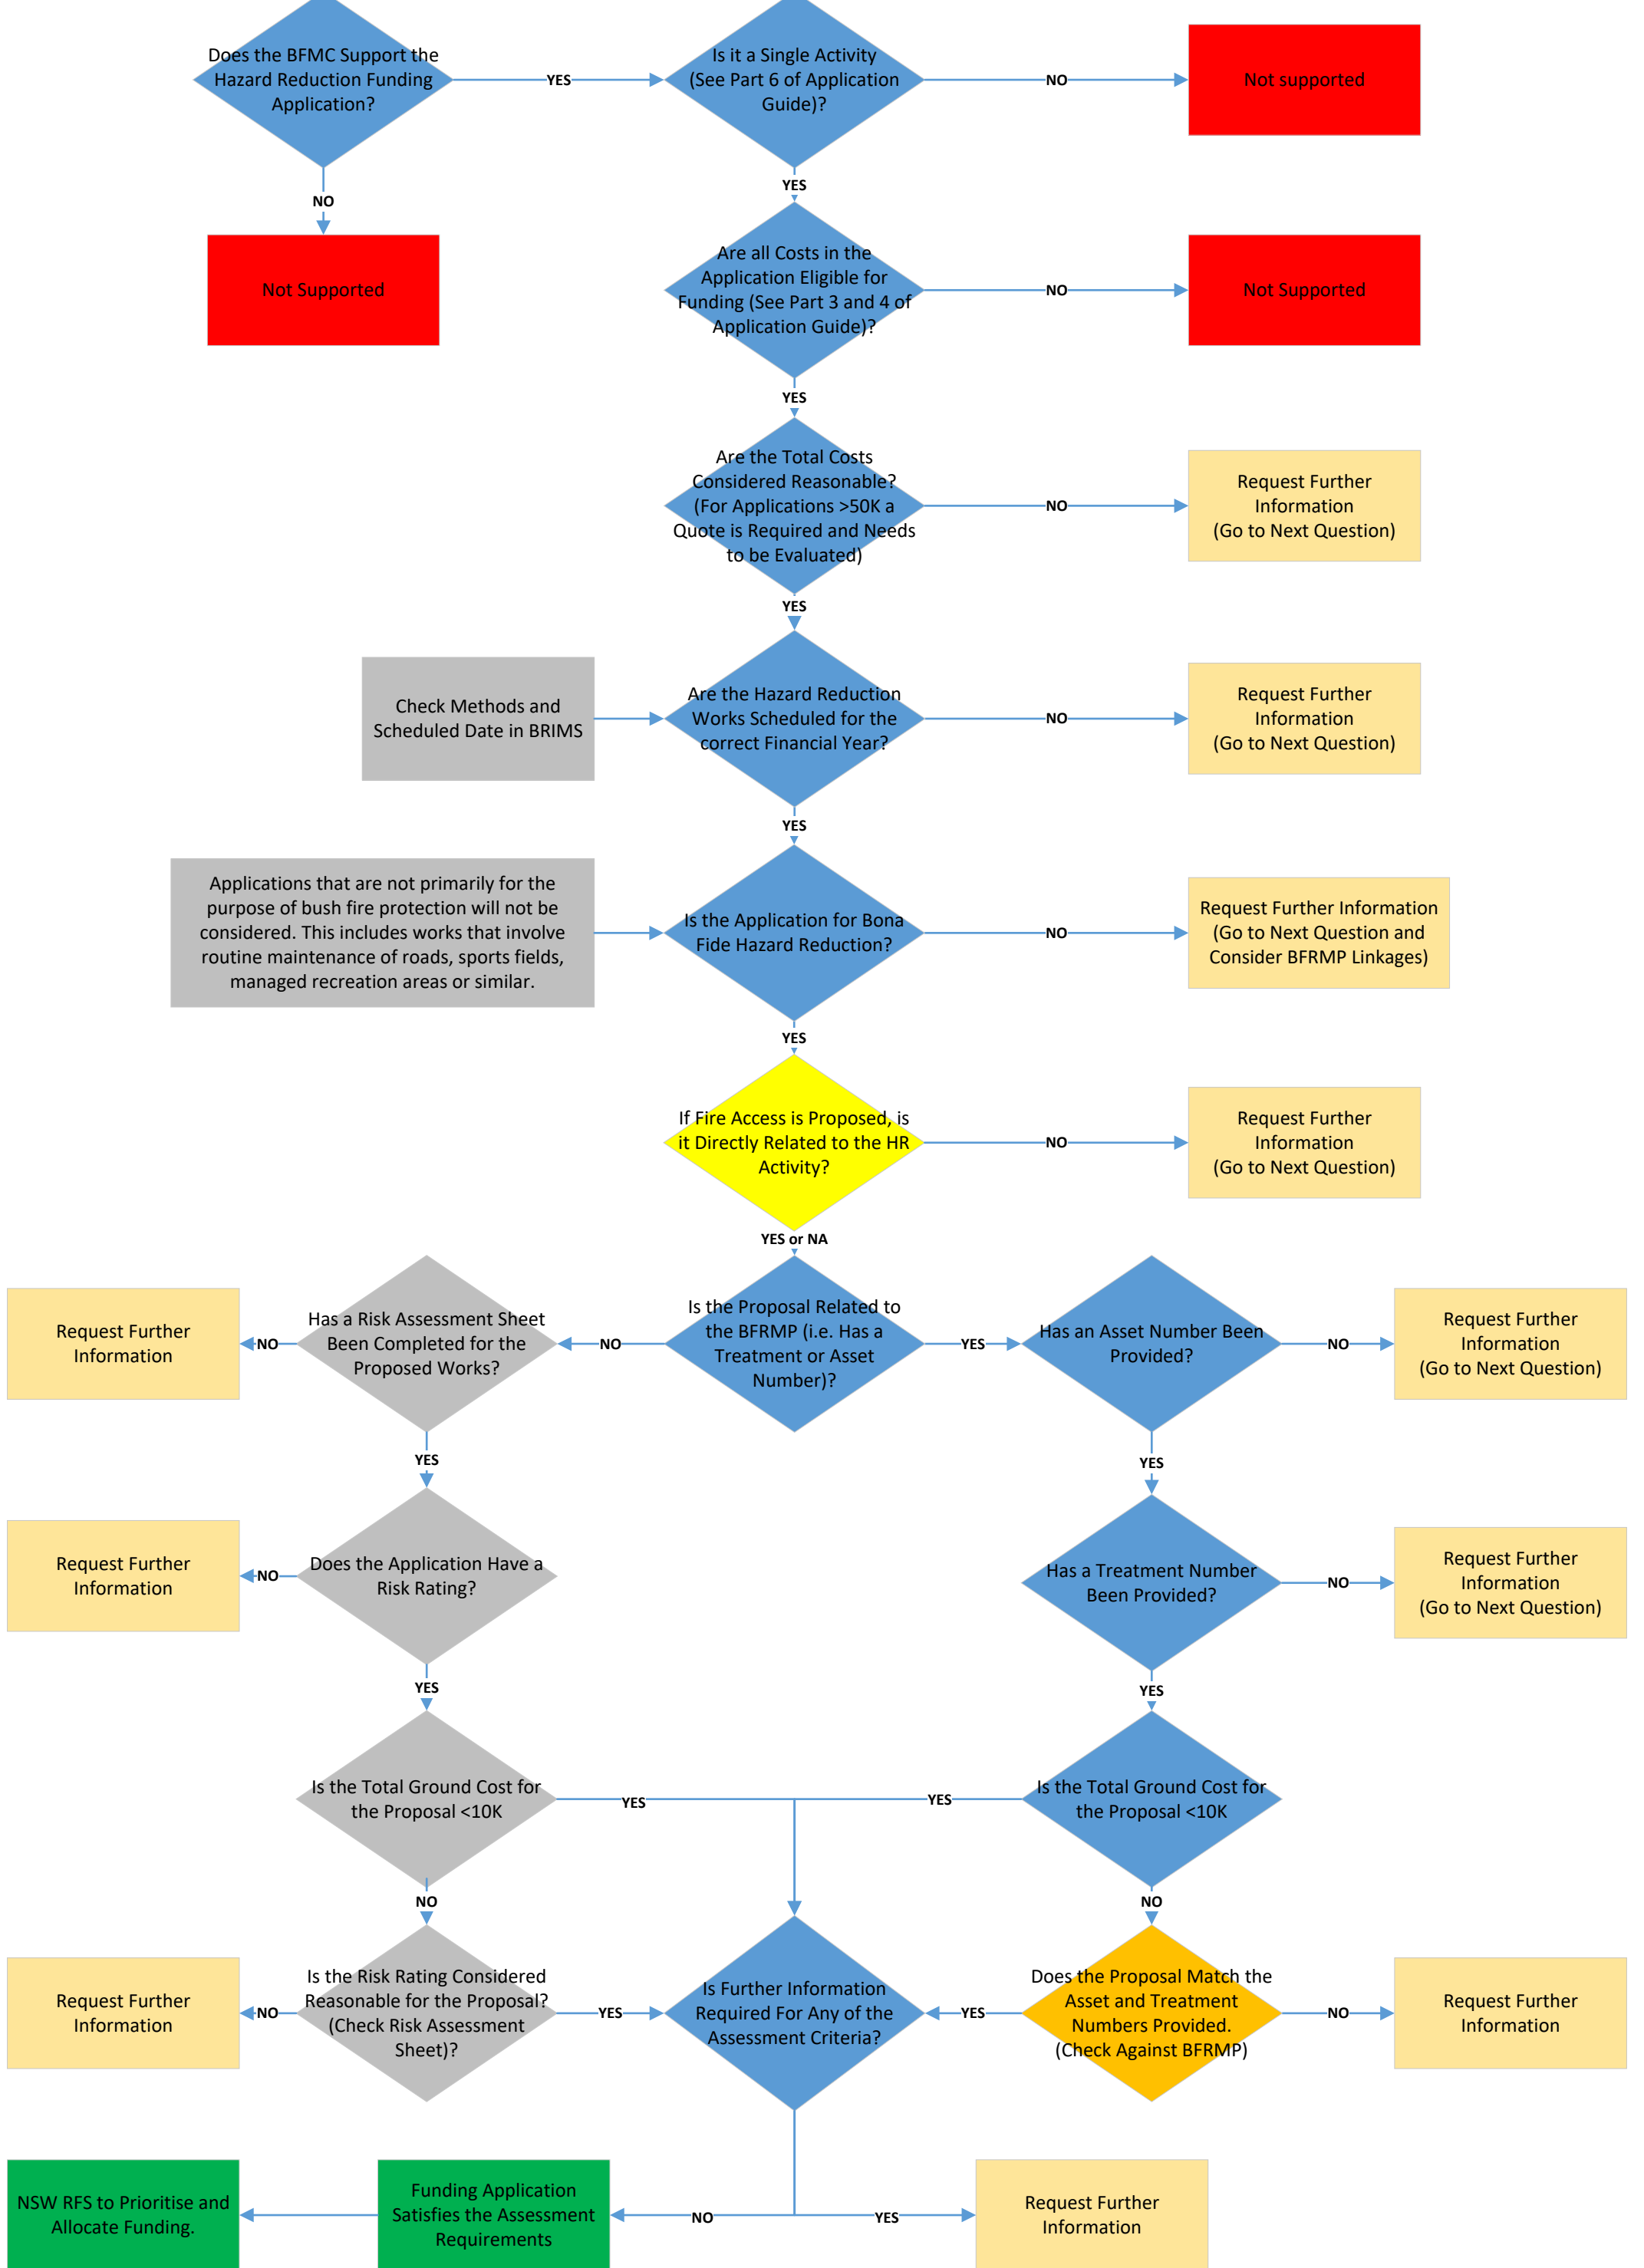 Does the BFMC Support the
Hazard Reduction Funding
Application?
YES
Is it a Single Activity
(See Part 6 of Application
Guide)?
NO
Not supported
NO
YES
Not Supported
Are all Costs in the
Application Eligible for
Funding (See Part 3 and 4 of
Application Guide)?
NO
Not Supported
YES
Are the Total Costs
Considered Reasonable?
(For Applications >50K a
Quote is Required and Needs
to be Evaluated)
NO
Request Further
Information
(Go to Next Question)
YES
Check Methods and
Scheduled Date in BRIMS
Are the Hazard Reduction
Works Scheduled for the
correct Financial Year?
NO
Request Further
Information
(Go to Next Question)
YES
Applications that are not primarily for the
purpose of bush fire protection will not be
considered. This includes works that involve
routine maintenance of roads, sports fields,
managed recreation areas or similar.
Is the Application for Bona
Fide Hazard Reduction?
NO
Request Further Information
(Go to Next Question and
Consider BFRMP Linkages)
YES
If Fire Access is Proposed, is
it Directly Related to the HR
Activity?
NO
Request Further
Information
(Go to Next Question)
YES or NA
Request Further
Information
NO
Has a Risk Assessment Sheet
Been Completed for the
Proposed Works?
NO
Is the Proposal Related to
the BFRMP (i.e. Has a
Treatment or Asset
Number)?
YES
Has an Asset Number Been
Provided?
NO
Request Further
Information
(Go to Next Question)
YES
YES
Request Further
Information
NO
Does the Application Have a
Risk Rating?
Has a Treatment Number
Been Provided?
NO
Request Further
Information
(Go to Next Question)
YES
YES
Is the Total Ground Cost for
the Proposal <10K
YES
YES
Is the Total Ground Cost for
the Proposal <10K
NO
NO
Request Further
Information
NO
Is the Risk Rating Considered
Reasonable for the Proposal?
(Check Risk Assessment
Sheet)?
YES
Is Further Information
Required For Any of the
Assessment Criteria?
YES
Does the Proposal Match the
Asset and Treatment
Numbers Provided.
(Check Against BFRMP)
NO
Request Further
Information
NSW RFS to Prioritise and
Allocate Funding.
Funding Application
Satisfies the Assessment
Requirements
NO
YES
Request Further
Information